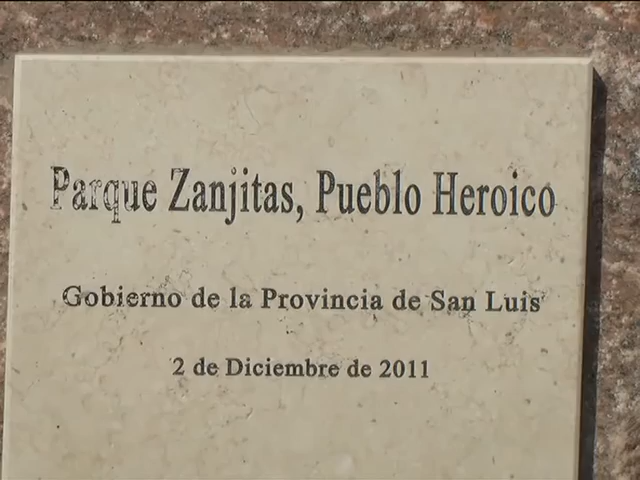 Parque Zanjitas, Pueblo Heroico
Gobierno de la Provincia de San Luis
2 de Diciembre de 2011